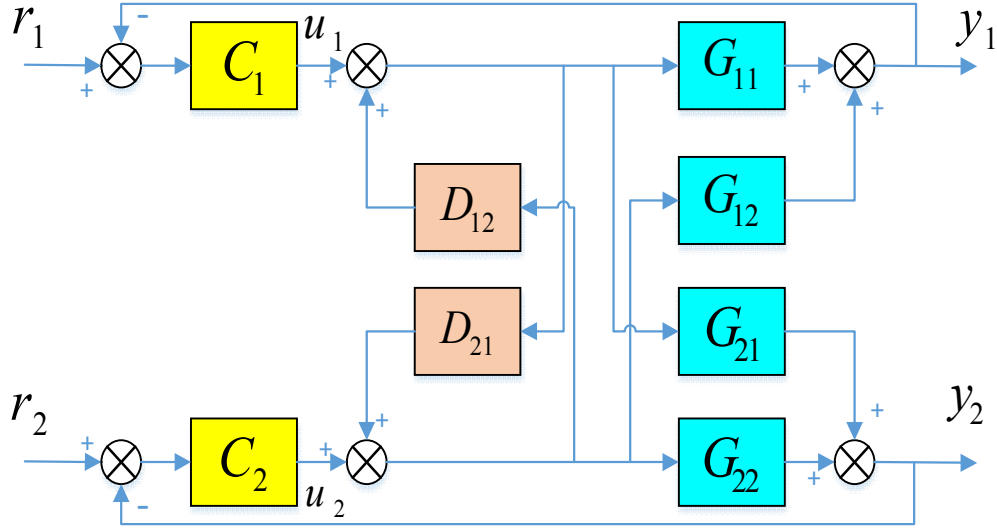 r1 - u1 y1
+ C1 + G11 + +
+
D12 G12
D21 G21
r2 y2
+ + +
C2 + G22 +
- u2